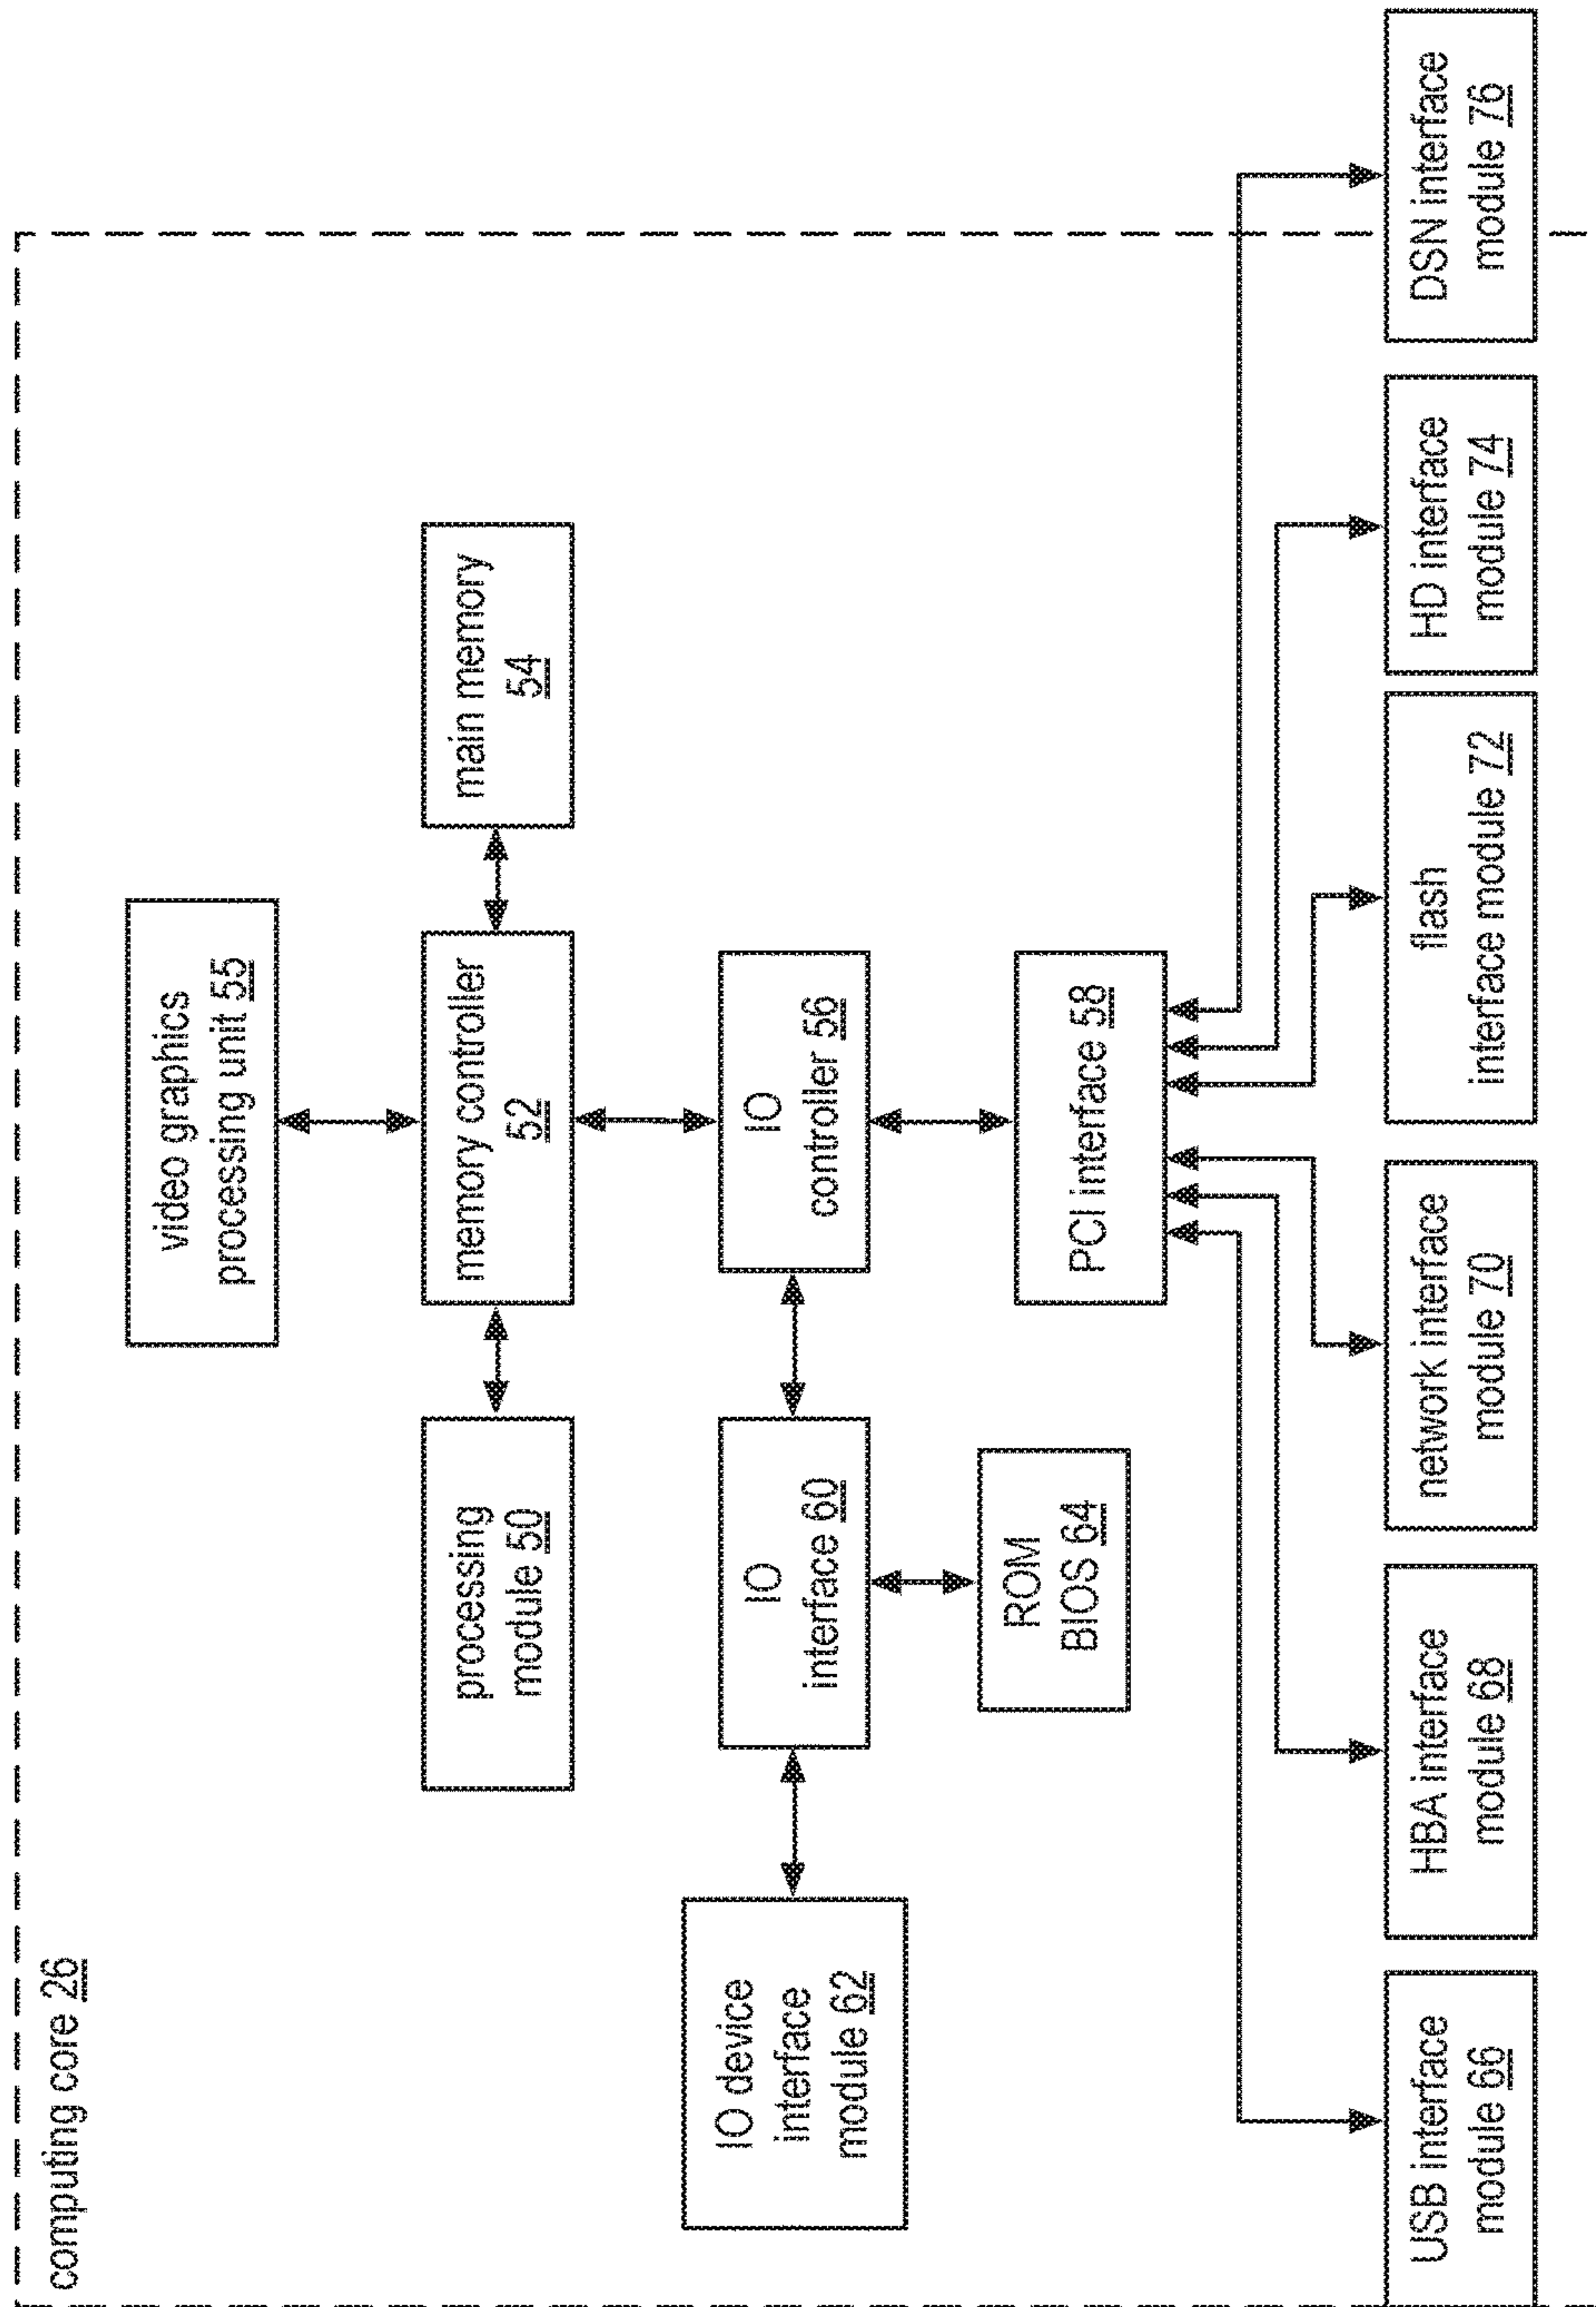 computing core 26
video graphics
processing unit 55
processing
module 50
memory controller
52
main memory
54
IO device
interface
module 62
IO
interface 60
IO
controller 56
ROM
BIOS 64
PCI interface 58
USB interface
module 66
HBA interface
module 68
network interface
module 70
flash
interface module 72
HD interface
module 74
DSN interface
module 76